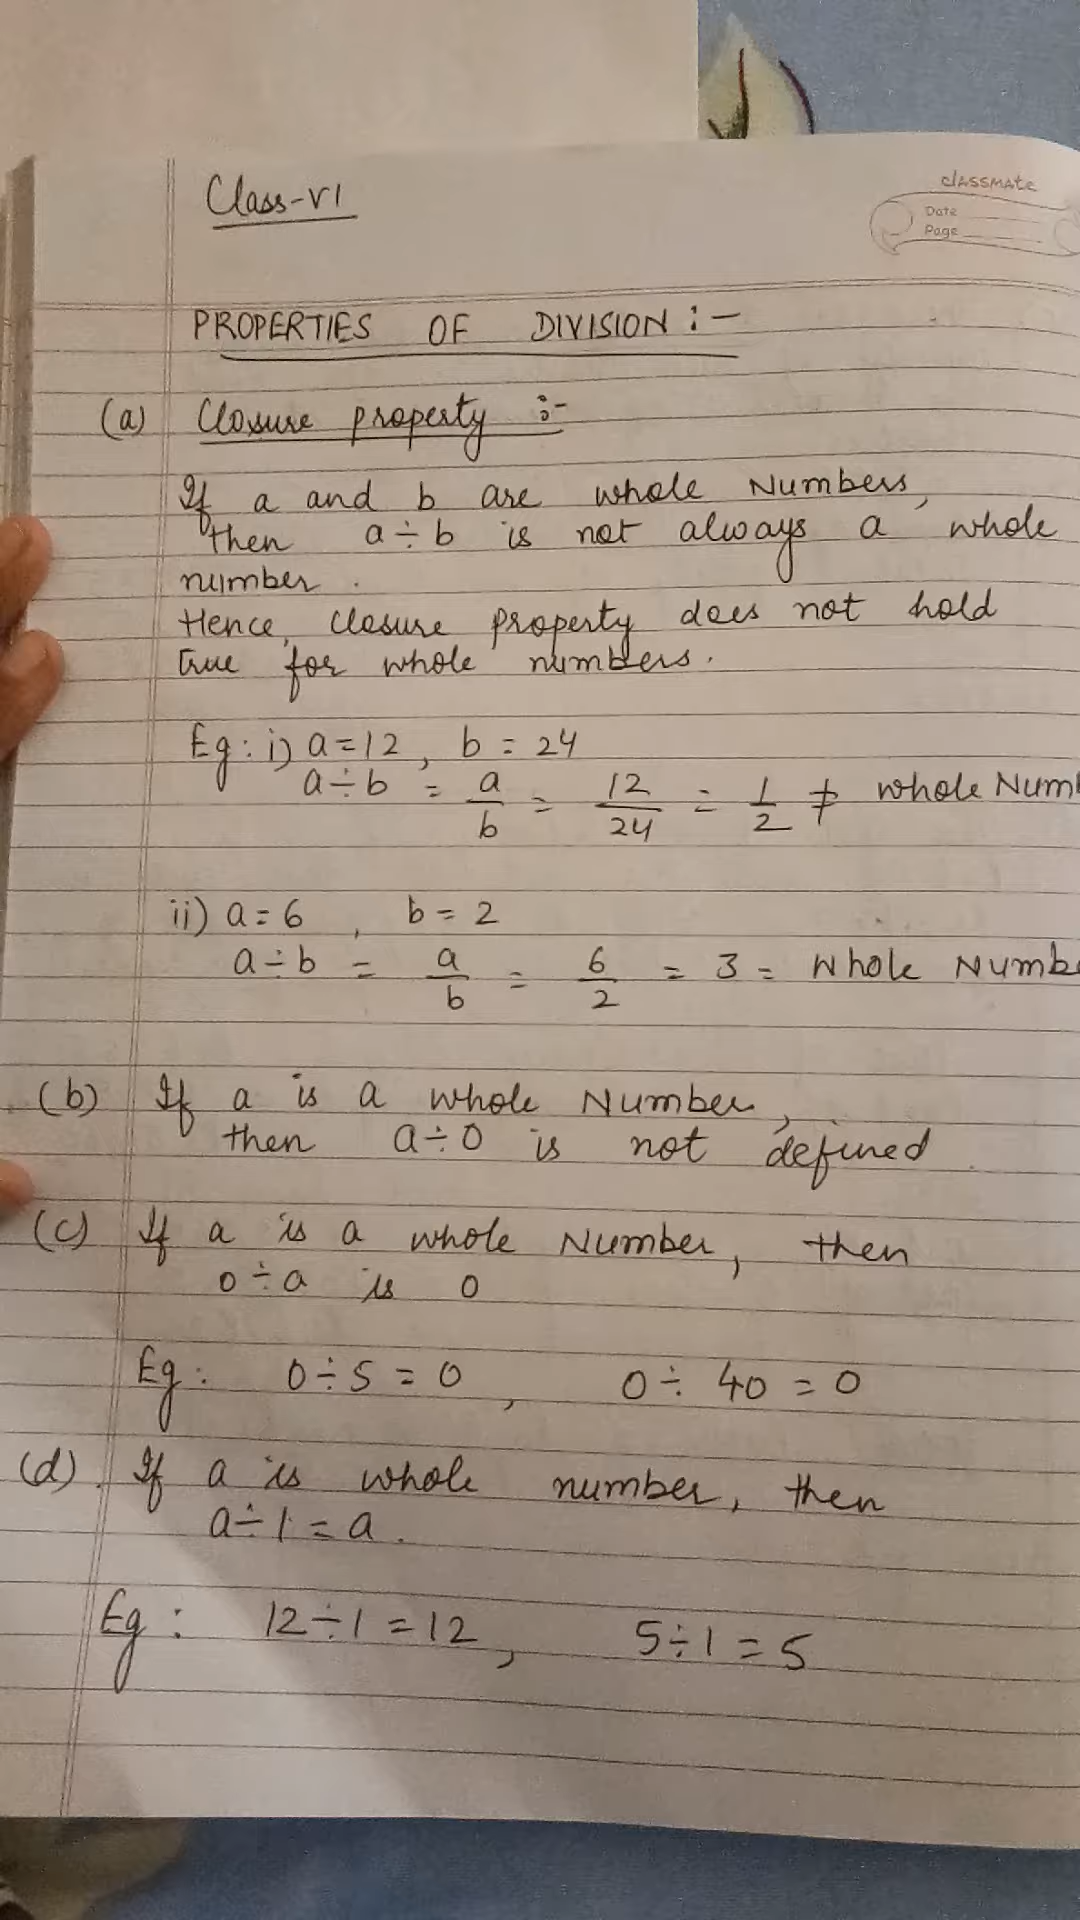 Class-VI
classmate
Date
Page
PROPERTIES OF DIVISION :-
(a) Closure property :-
If a and b are whole Numbers,
then a ÷ b is not always a whole
number.
Hence, closure property does not hold
true for whole numbers.
Eg: i) a = 12, b = 24
a ÷ b = a/b = 12/24 = 1/2 ≠ whole Num
ii) a = 6, b = 2
a ÷ b = a/b = 6/2 = 3 = Whole Numbe
(b) If a is a whole Number,
then a ÷ 0 is not defined.
(c) If a is a whole Number, then
0 ÷ a is 0
Eg: 0 ÷ 5 = 0, 0 ÷ 40 = 0
(d). If a is whole number, then
a ÷ 1 = a.
Eg: 12 ÷ 1 = 12, 5 ÷ 1 = 5